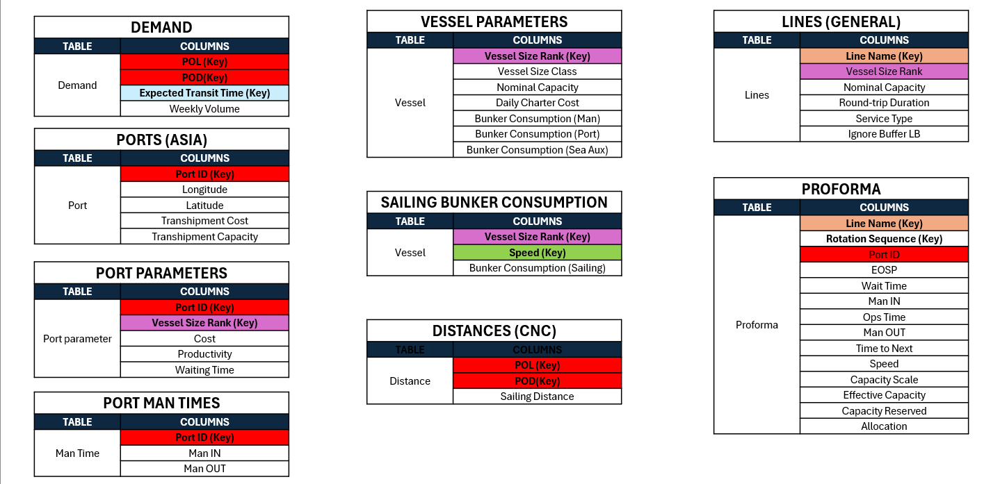 DEMAND
TABLE COLUMNS
Demand
POL (Key)
POD(Key)
Expected Transit Time (Key)
Weekly Volume
PORTS (ASIA)
TABLE COLUMNS
Port
Port ID (Key)
Longitude
Latitude
Transhipment Cost
Transhipment Capacity
PORT PARAMETERS
TABLE COLUMNS
Port parameter
Port ID (Key)
Vessel Size Rank (Key)
Cost
Productivity
Waiting Time
PORT MAN TIMES
TABLE COLUMNS
Man Time
Port ID (Key)
Man IN
Man OUT
VESSEL PARAMETERS
TABLE COLUMNS
Vessel
Vessel Size Rank (Key)
Vessel Size Class
Nominal Capacity
Daily Charter Cost
Bunker Consumption (Man)
Bunker Consumption (Port)
Bunker Consumption (Sea Aux)
SAILING BUNKER CONSUMPTION
TABLE COLUMNS
Vessel
Vessel Size Rank (Key)
Speed (Key)
Bunker Consumption (Sailing)
DISTANCES (CNC)
TABLE COLUMNS
Distance
POL (Key)
POD(Key)
Sailing Distance
LINES (GENERAL)
TABLE COLUMNS
Lines
Line Name (Key)
Vessel Size Rank
Nominal Capacity
Round-trip Duration
Service Type
Ignore Buffer LB
PROFORMA
TABLE COLUMNS
Proforma
Line Name (Key)
Rotation Sequence (Key)
Port ID
EOSP
Wait Time
Man IN
Ops Time
Man OUT
Time to Next
Speed
Capacity Scale
Effective Capacity
Capacity Reserved
Allocation